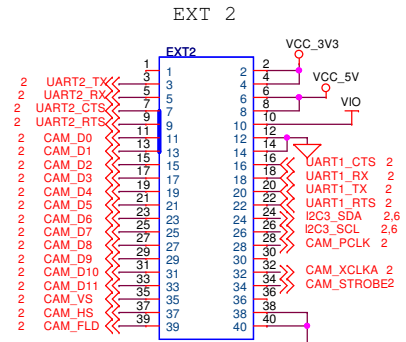 EXT 2
EXT2
VCC_3V3
1 1 2 2
2 UART2_TX 3 3 4 4
VCC_5V
2 UART2_RX 5 5 6 6
2 UART2_CTS 7 7 8 8
VIO
2 UART2_RTS 9 9 10 10
2 CAM_D0 11 11 12 12
2 CAM_D1 13 13 14 14
2 CAM_D2 15 15 16 16 UART1_CTS 2
2 CAM_D3 17 17 18 18 UART1_RX 2
2 CAM_D4 19 19 20 20 UART1_TX 2
2 CAM_D5 21 21 22 22 UART1_RTS 2
2 CAM_D6 23 23 24 24 I2C3_SDA 2,6
2 CAM_D7 25 25 26 26 I2C3_SCL 2,6
2 CAM_D8 27 27 28 28 CAM_PCLK 2
2 CAM_D9 29 29 30 30
2 CAM_D10 31 31 32 32 CAM_XCLKA 2
2 CAM_D11 33 33 34 34 CAM_STROBE 2
2 CAM_VS 35 35 36 36
2 CAM_HS 37 37 38 38
2 CAM_FLD 39 39 40 40